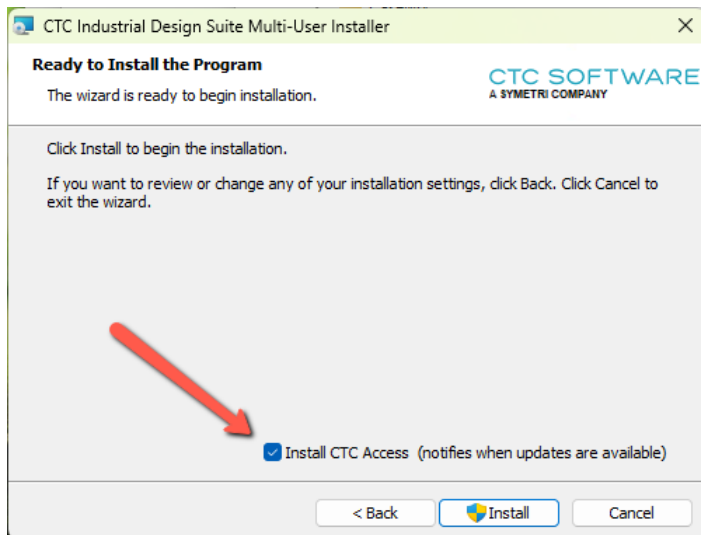 CTC Industrial Design Suite Multi-User Installer
Ready to Install the Program
The wizard is ready to begin installation.
CTC SOFTWARE
A SYMETRI COMPANY
Click Install to begin the installation.
If you want to review or change any of your installation settings, click Back. Click Cancel to
exit the wizard.
Install CTC Access (notifies when updates are available)
< Back Install Cancel